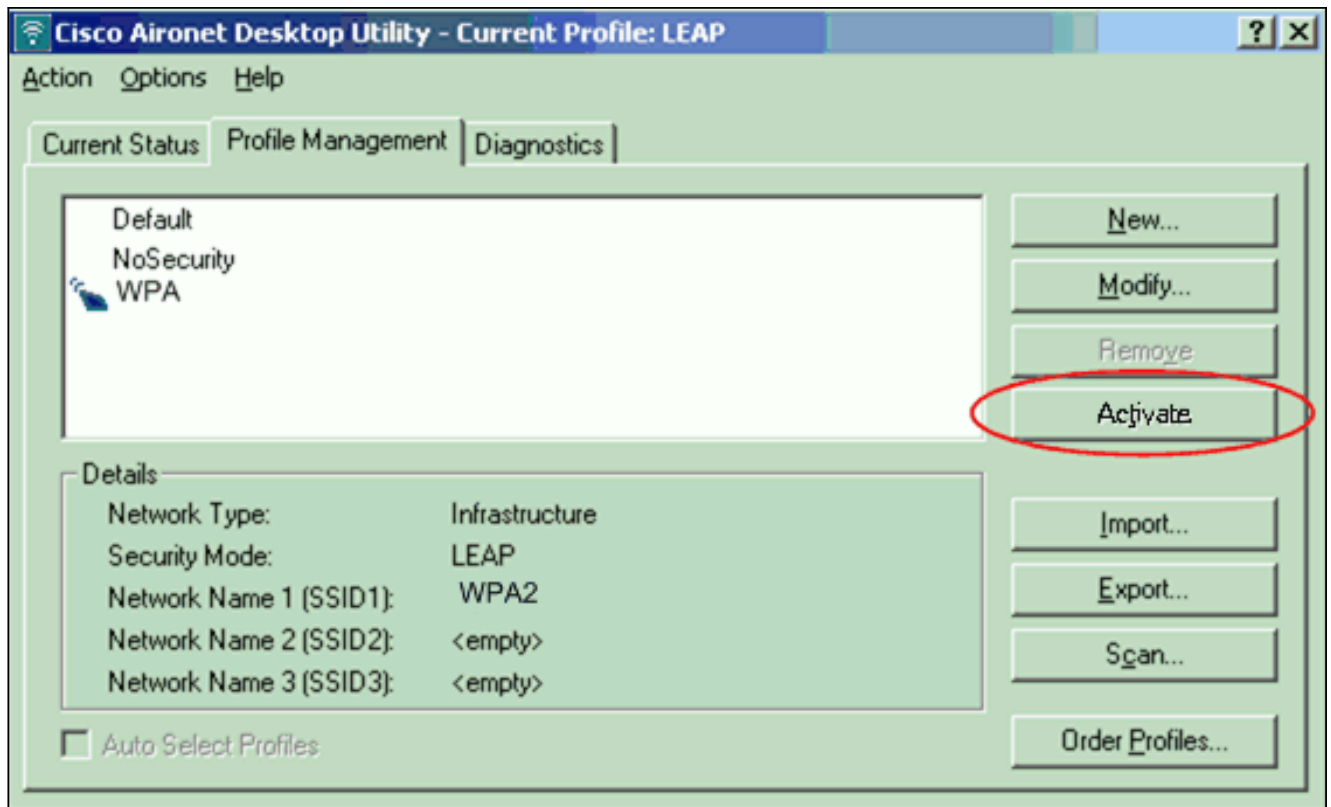 Cisco Aironet Desktop Utility - Current Profile: LEAP
Action Options Help
Current Status Profile Management Diagnostics
Default
NoSecurity
WPA
New...
Modify...
Remove
Activate
Details
Network Type: Infrastructure
Security Mode: LEAP
Network Name 1 (SSID1): WPA2
Network Name 2 (SSID2): <empty>
Network Name 3 (SSID3): <empty>
Import...
Export...
Scan...
Auto Select Profiles
Order Profiles...